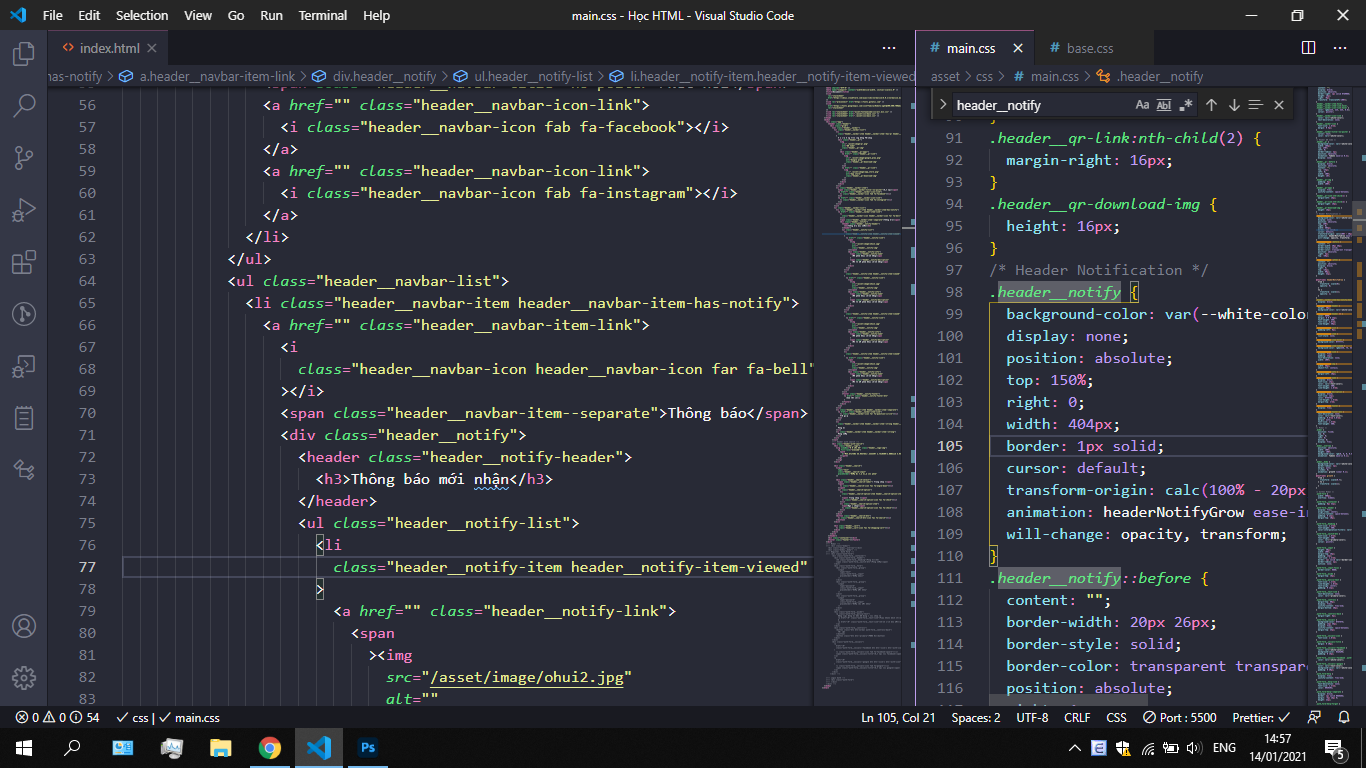 File Edit Selection View Go Run Terminal Help main.css - Học HTML - Visual Studio Code
index.html
main.css base.css
has-notify > a.header__navbar-item-link > div.header__notify > ul.header__notify-list > li.header__notify-item.header__notify-item-viewed
asset > css > # main.css > .header__notify
56 <a href="" class="header__navbar-icon-link">
57 <i class="header__navbar-icon fab fa-facebook"></i>
58 </a>
59 <a href="" class="header__navbar-icon-link">
60 <i class="header__navbar-icon fab fa-instagram"></i>
61 </a>
62 </li>
63 </ul>
64 <ul class="header__navbar-list">
65 <li class="header__navbar-item header__navbar-item-has-notify">
66 <a href="" class="header__navbar-item-link">
67 <i
68 class="header__navbar-icon header__navbar-icon far fa-bell"
69 ></i>
70 <span class="header__navbar-item--separate">Thông báo</span>
71 <div class="header__notify">
72 <header class="header__notify-header">
73 <h3>Thông báo mới nhận</h3>
74 </header>
75 <ul class="header__notify-list">
76 <li
77 class="header__notify-item header__notify-item-viewed"
78 >
79 <a href="" class="header__notify-link">
80 <span
81 ><img
82 src="/asset/image/ohui2.jpg"
83 alt=""
header__notify Aa Abl .*
91 .header__qr-link:nth-child(2) {
92 margin-right: 16px;
93 }
94 .header__qr-download-img {
95 height: 16px;
96 }
97 /* Header Notification */
98 .header__notify {
99 background-color: var(--white-color
100 display: none;
101 position: absolute;
102 top: 150%;
103 right: 0;
104 width: 404px;
105 border: 1px solid;
106 cursor: default;
107 transform-origin: calc(100% - 20px
108 animation: headerNotifyGrow ease-in
109 will-change: opacity, transform;
110 }
111 .header__notify::before {
112 content: "";
113 border-width: 20px 26px;
114 border-style: solid;
115 border-color: transparent transpare
116 position: absolute;
0 0 54 css | main.css Ln 105, Col 21 Spaces: 2 UTF-8 CRLF CSS Port : 5500 Prettier:
Ps
ENG
14:57
14/01/2021
5